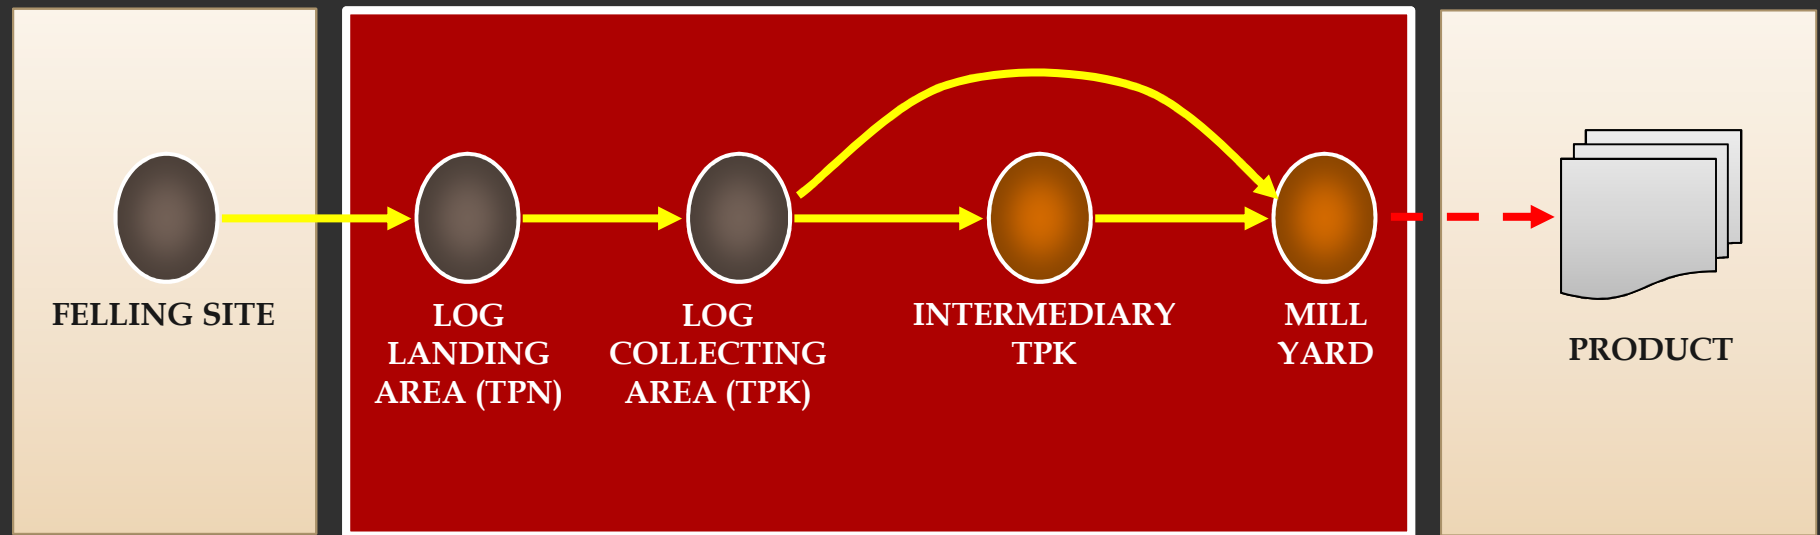 FELLING SITE
LOG
LANDING
AREA (TPN)
LOG
COLLECTING
AREA (TPK)
INTERMEDIARY
TPK
MILL
YARD
PRODUCT